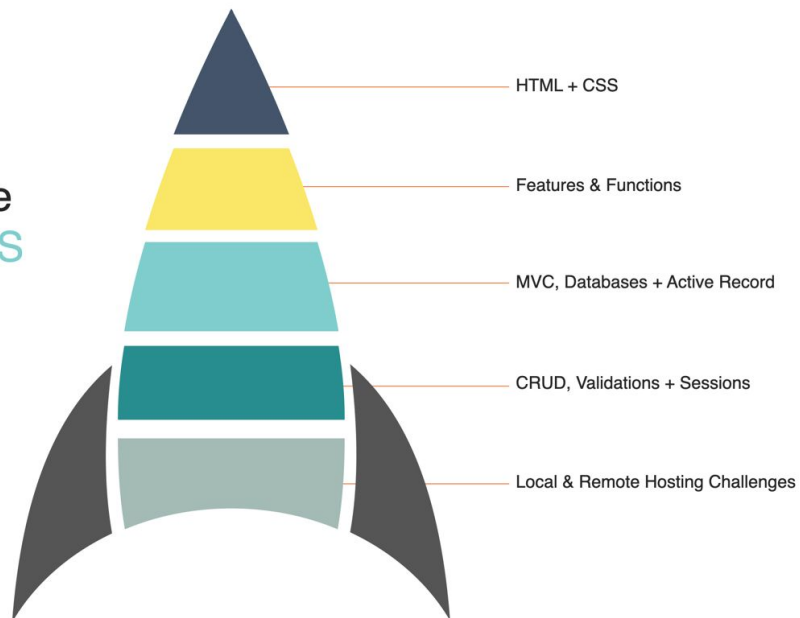 HTML + CSS
Features & Functions
MVC, Databases + Active Record
CRUD, Validations + Sessions
Local & Remote Hosting Challenges